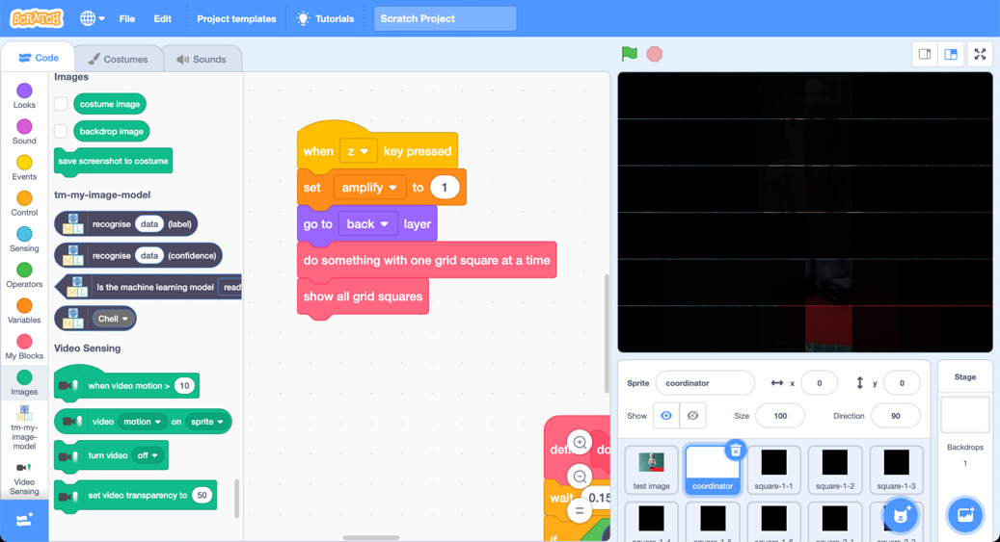 SCRATCH
File
Edit
Project templates
Tutorials
Scratch Project
Code
Costumes
Sounds
Looks
Sound
Events
Control
Sensing
Operators
Variables
My Blocks
Images
tm-my-image-model
Video Sensing
Images
costume image
backdrop image
save screenshot to costume
tm-my-image-model
recognise data (label)
recognise data (confidence)
Is the machine learning model read
Chell
Video Sensing
when video motion > 10
video motion on sprite
turn video off
set video transparency to 50
when z key pressed
set amplify to 1
go to back layer
do something with one grid square at a time
show all grid squares
do
wait 0.15
if
Sprite coordinator x 0 y 0
Show Size 100 Direction 90
test image
coordinator
square-1-1
square-1-2
square-1-3
Stage
Backdrops
1